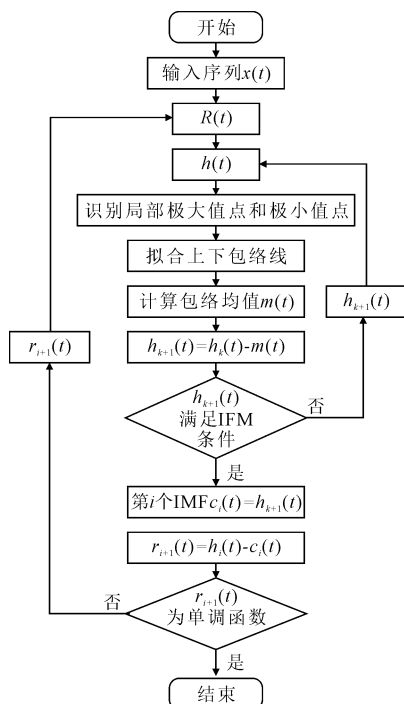 开始
输入序列x(t)
R(t)
h(t)
识别局部极大值点和极小值点
拟合上下包络线
计算包络均值m(t)
h_{k+1}(t)
r_{i+1}(t)
h_{k+1}(t)=h_k(t)-m(t)
h_{k+1}(t)
满足IFM
条件
否
是
第i个IMFc_i(t)=h_{k+1}(t)
r_{i+1}(t)=h_i(t)-c_i(t)
否
r_{i+1}(t)
为单调函数
是
结束